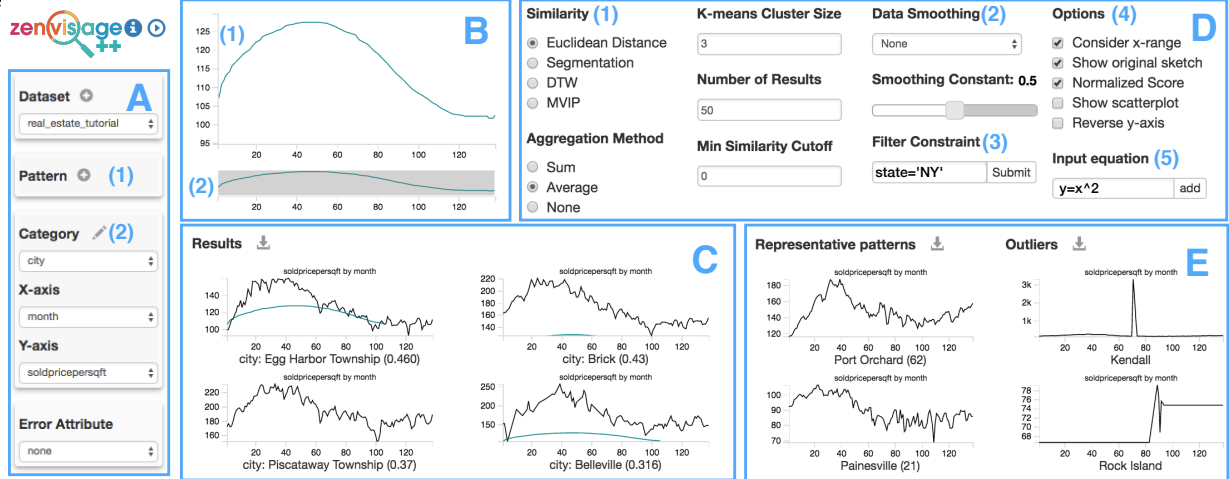 zenvisage
++
A
Dataset
real_estate_tutorial
Pattern (1)
Category (2)
city
X-axis
month
Y-axis
soldpricepersqft
Error Attribute
none
B
(1)
125
120
115
110
105
100
95
20 40 60 80 100 120
(2)
20 40 60 80 100 120
D
Similarity (1)
Euclidean Distance
Segmentation
DTW
MVIP
Aggregation Method
Sum
Average
None
K-means Cluster Size
3
Number of Results
50
Min Similarity Cutoff
0
Data Smoothing (2)
None
Smoothing Constant: 0.5
Filter Constraint (3)
state='NY' Submit
Options (4)
Consider x-range
Show original sketch
Normalized Score
Show scatterplot
Reverse y-axis
Input equation (5)
y=x^2 add
C
Results
soldpricepersqft by month
140
120
100
20 40 60 80 100 120
city: Egg Harbor Township (0.460)
soldpricepersqft by month
220
200
180
160
140
20 40 60 80 100 120
city: Brick (0.43)
soldpricepersqft by month
220
200
180
160
20 40 60 80 100 120
city: Piscataway Township (0.37)
soldpricepersqft by month
250
200
150
20 40 60 80 100 120
city: Belleville (0.316)
E
Representative patterns
soldpricepersqft by month
180
160
140
120
20 40 60 80 100 120
Port Orchard (62)
soldpricepersqft by month
100
90
80
70
20 40 60 80 100 120
Painesville (21)
Outliers
soldpricepersqft by month
3k
2k
1k
20 40 60 80 100 120
Kendall
soldpricepersqft by month
78
76
74
72
70
68
20 40 60 80 100 120
Rock Island